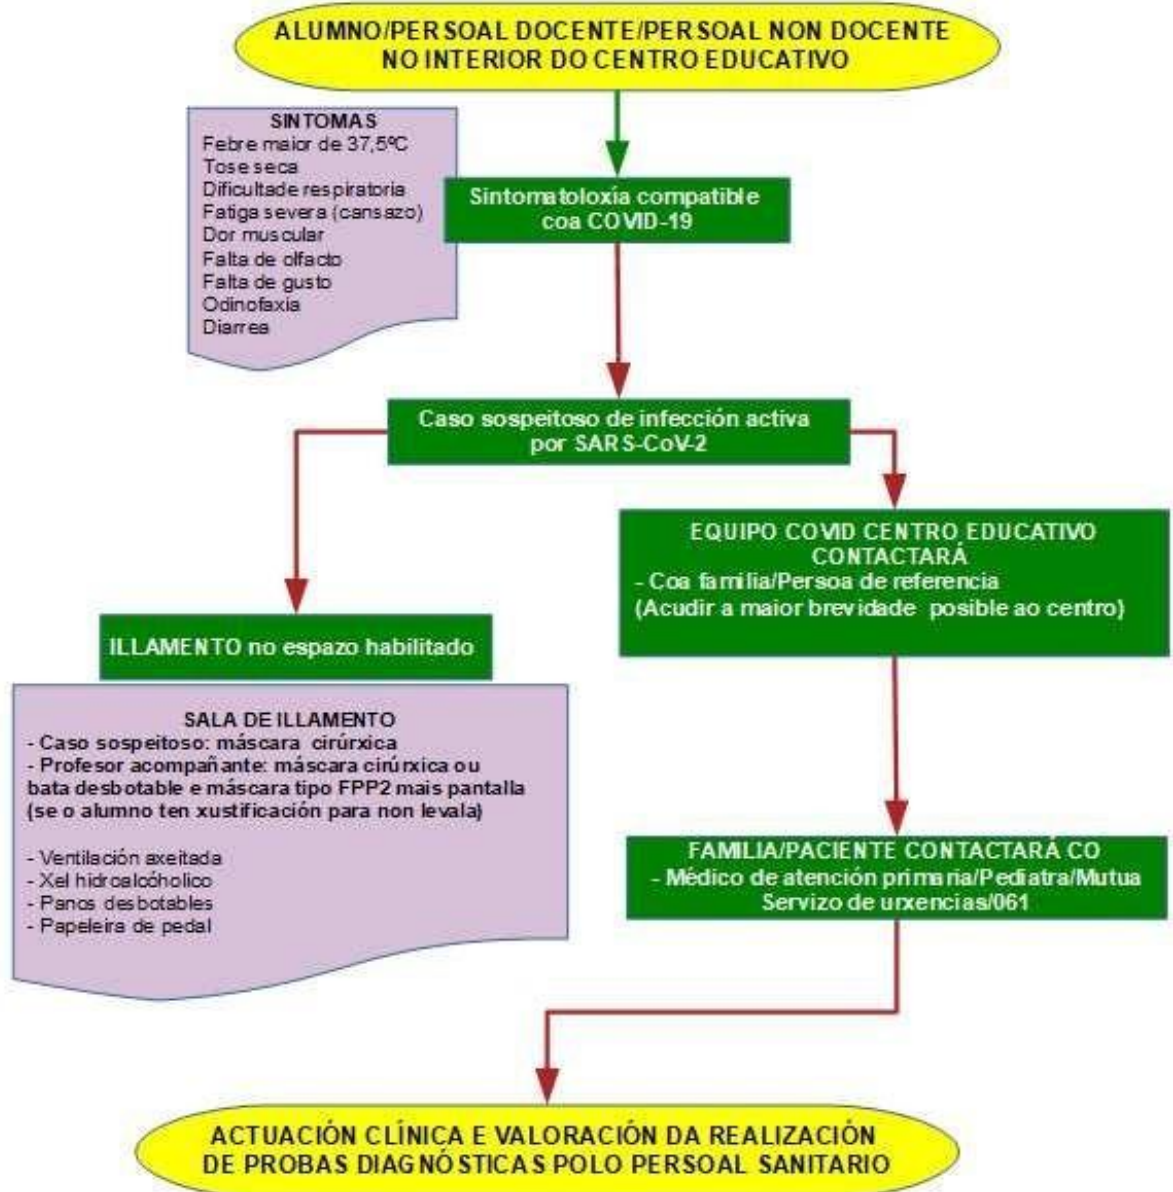 ALUMNO/PERSOAL DOCENTE/PERSOAL NON DOCENTE
NO INTERIOR DO CENTRO EDUCATIVO
SINTOMAS
Febre maior de 37,5ºC
Tose seca
Dificultade respiratoria
Fatiga severa (cansazo)
Dor muscular
Falta de olfacto
Falta de gusto
Odinofaxia
Diarrea
Sintomatoloxía compatible
coa COVID-19
Caso sospeitoso de infección activa
por SARS-CoV-2
EQUIPO COVID CENTRO EDUCATIVO
CONTACTARÁ
- Coa familia/Persoa de referencia
(Acudir a maior brevidade posible ao centro)
ILLAMENTO no espazo habilitado
SALA DE ILLAMENTO
- Caso sospeitoso: máscara cirúrxica
- Profesor acompañante: máscara cirúrxica ou
bata desbotable e máscara tipo FPP2 mais pantalla
(se o alumno ten xustificación para non levala)
- Ventilación axeitada
- Xel hidroalcóholico
- Panos desbotables
- Papeleira de pedal
FAMILIA/PACIENTE CONTACTARÁ CO
- Médico de atención primaria/Pediatra/Mutua
Servizo de urxencias/061
ACTUACIÓN CLÍNICA E VALORACIÓN DA REALIZACIÓN
DE PROBAS DIAGNÓSTICAS POLO PERSOAL SANITARIO